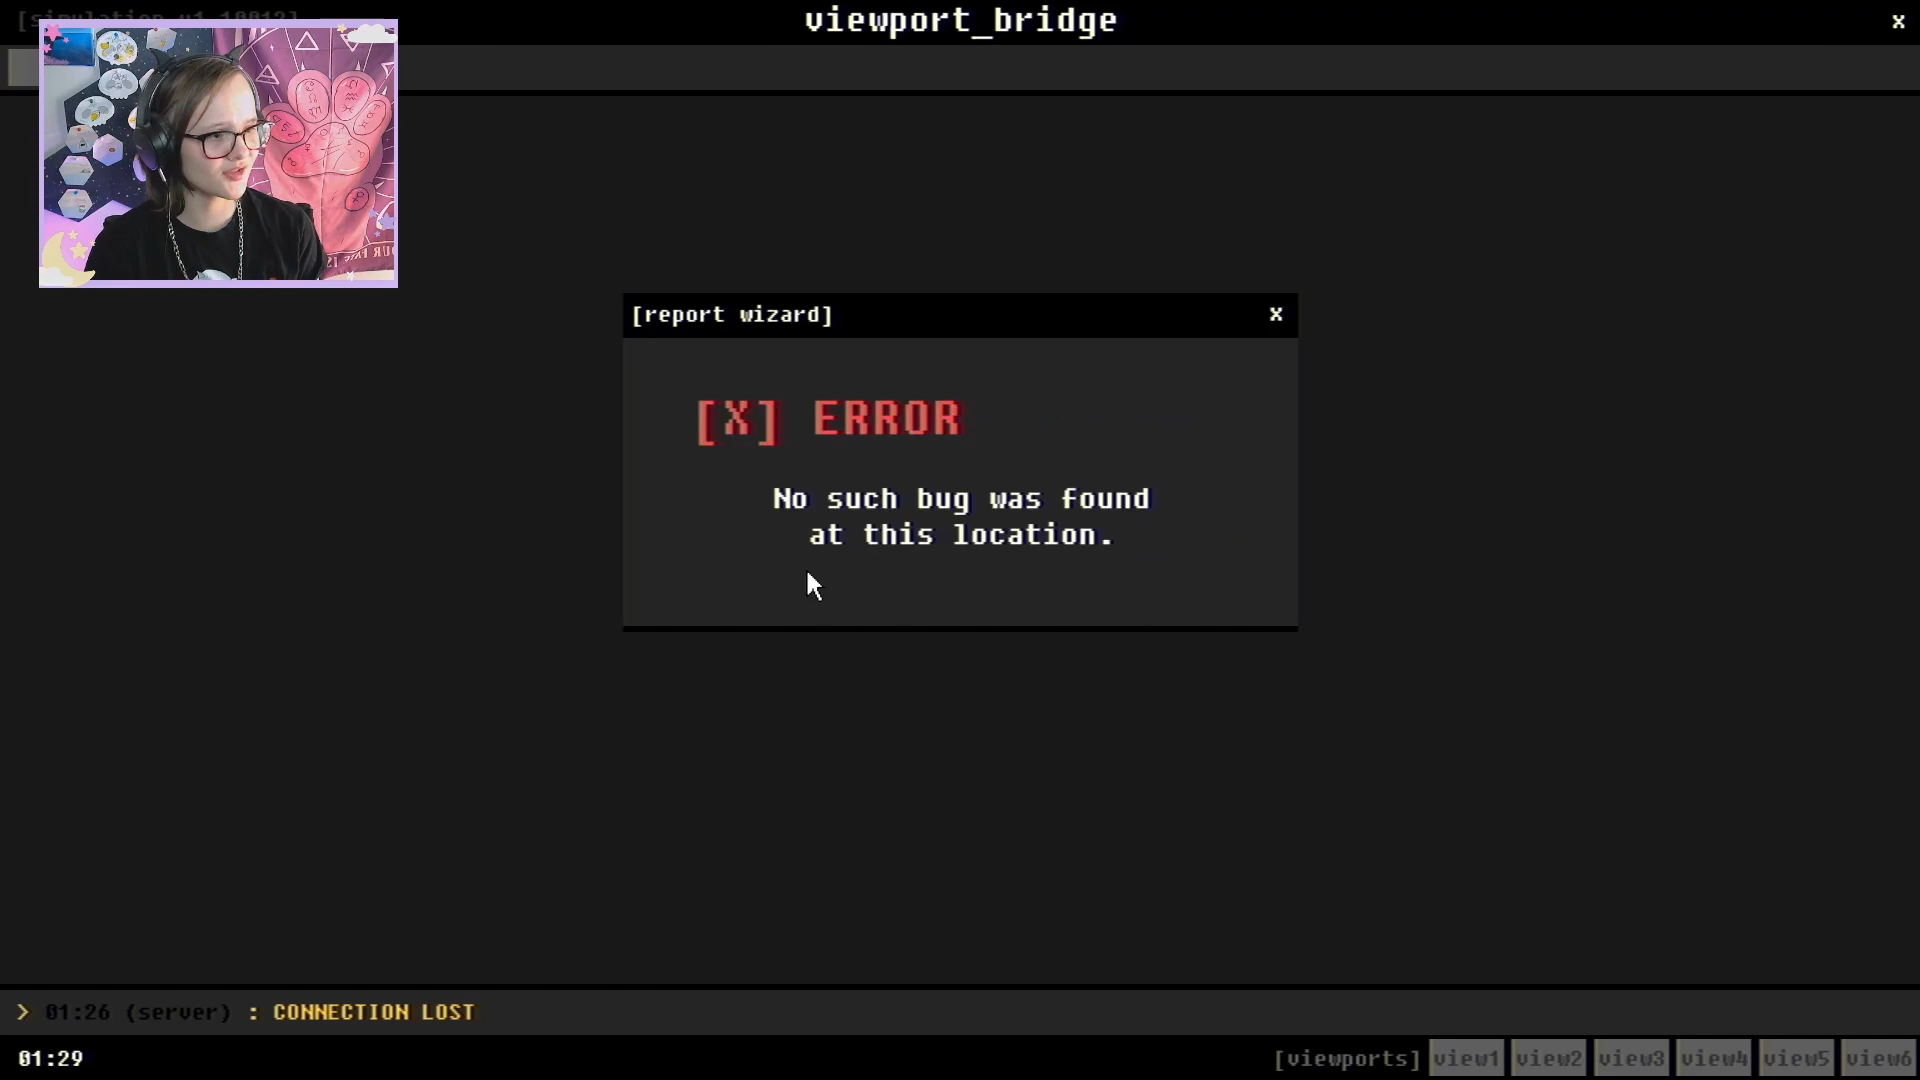 viewport_bridge
x
[report wizard]
x
[X] ERROR
No such bug was found
at this location.
> 01:26 (server) : CONNECTION LOST
01:29
[viewports] view1 view2 view3 view4 view5 view6